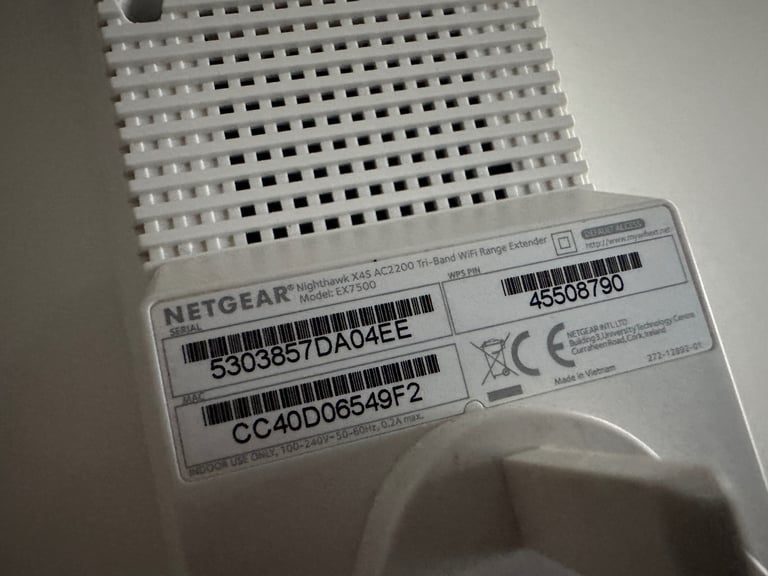 NETGEAR® Nighthawk X4S AC2200 Tri-Band WiFi Range Extender
Model: EX7500
DEFAULT ACCESS
http://www.mywifiext.net
SERIAL
5303857DA04EE
WPS PIN
45508790
MAC
CC40D06549F2
CE
NETGEAR INTL LTD
Building 3, University Technology Centre
Curraheen Road, Cork, Ireland
Made in Vietnam
272-12892-01
INDOOR USE ONLY, 100-240V~50-60Hz, 0.2A max.